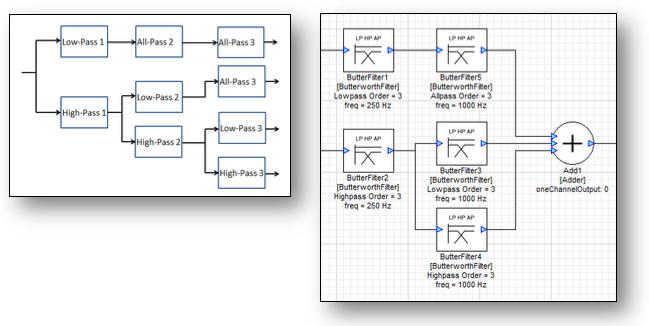 Low-Pass 1
All-Pass 2
All-Pass 3
High-Pass 1
Low-Pass 2
All-Pass 3
High-Pass 2
Low-Pass 3
High-Pass 3
LP HP AP
ButterFilter1
[ButterworthFilter]
Lowpass Order = 3
freq = 250 Hz
LP HP AP
ButterFilter5
[ButterworthFilter]
Allpass Order = 3
freq = 1000 Hz
LP HP AP
ButterFilter2
[ButterworthFilter]
Highpass Order = 3
freq = 250 Hz
LP HP AP
ButterFilter3
[ButterworthFilter]
Lowpass Order = 3
freq = 1000 Hz
Add1
[Adder]
oneChannelOutput: 0
LP HP AP
ButterFilter4
[ButterworthFilter]
Highpass Order = 3
freq = 1000 Hz